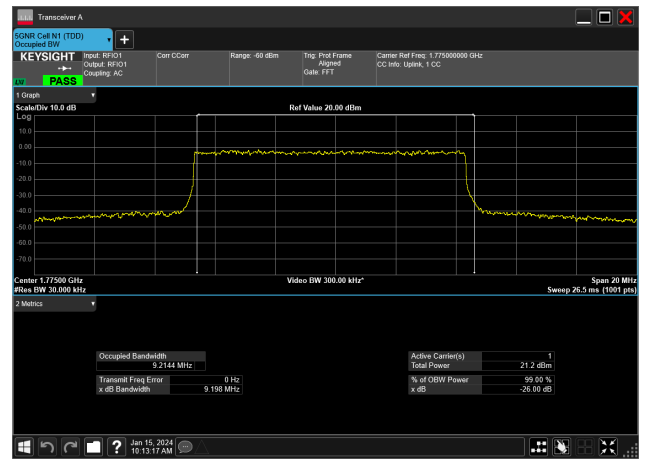 Transceiver A
5GNR Cell N1 (TDD)
Occupied BW
KEYSIGHT
LW PASS
Input: RFIO1
Output: RFIO1
Coupling: AC
Corr CCorr
Range: -60 dBm
Trig: Prot Frame
Aligned
Gate: FFT
Carrier Ref Freq: 1.775000000 GHz
CC Info: Uplink, 1 CC
1 Graph
Scale/Div 10.0 dB
Ref Value 20.00 dBm
Log
10.0
0.00
-10.0
-20.0
-30.0
-40.0
-50.0
-60.0
-70.0
Center 1.77500 GHz
Video BW 300.00 kHz*
Span 20 MHz
#Res BW 30.000 kHz
Sweep 26.5 ms (1001 pts)
2 Metrics
Occupied Bandwidth
9.2144 MHz
Active Carrier(s) 1
Total Power 21.2 dBm
Transmit Freq Error 0 Hz
x dB Bandwidth 9.198 MHz
% of OBW Power 99.00 %
x dB -26.00 dB
Jan 15, 2024
10:13:17 AM